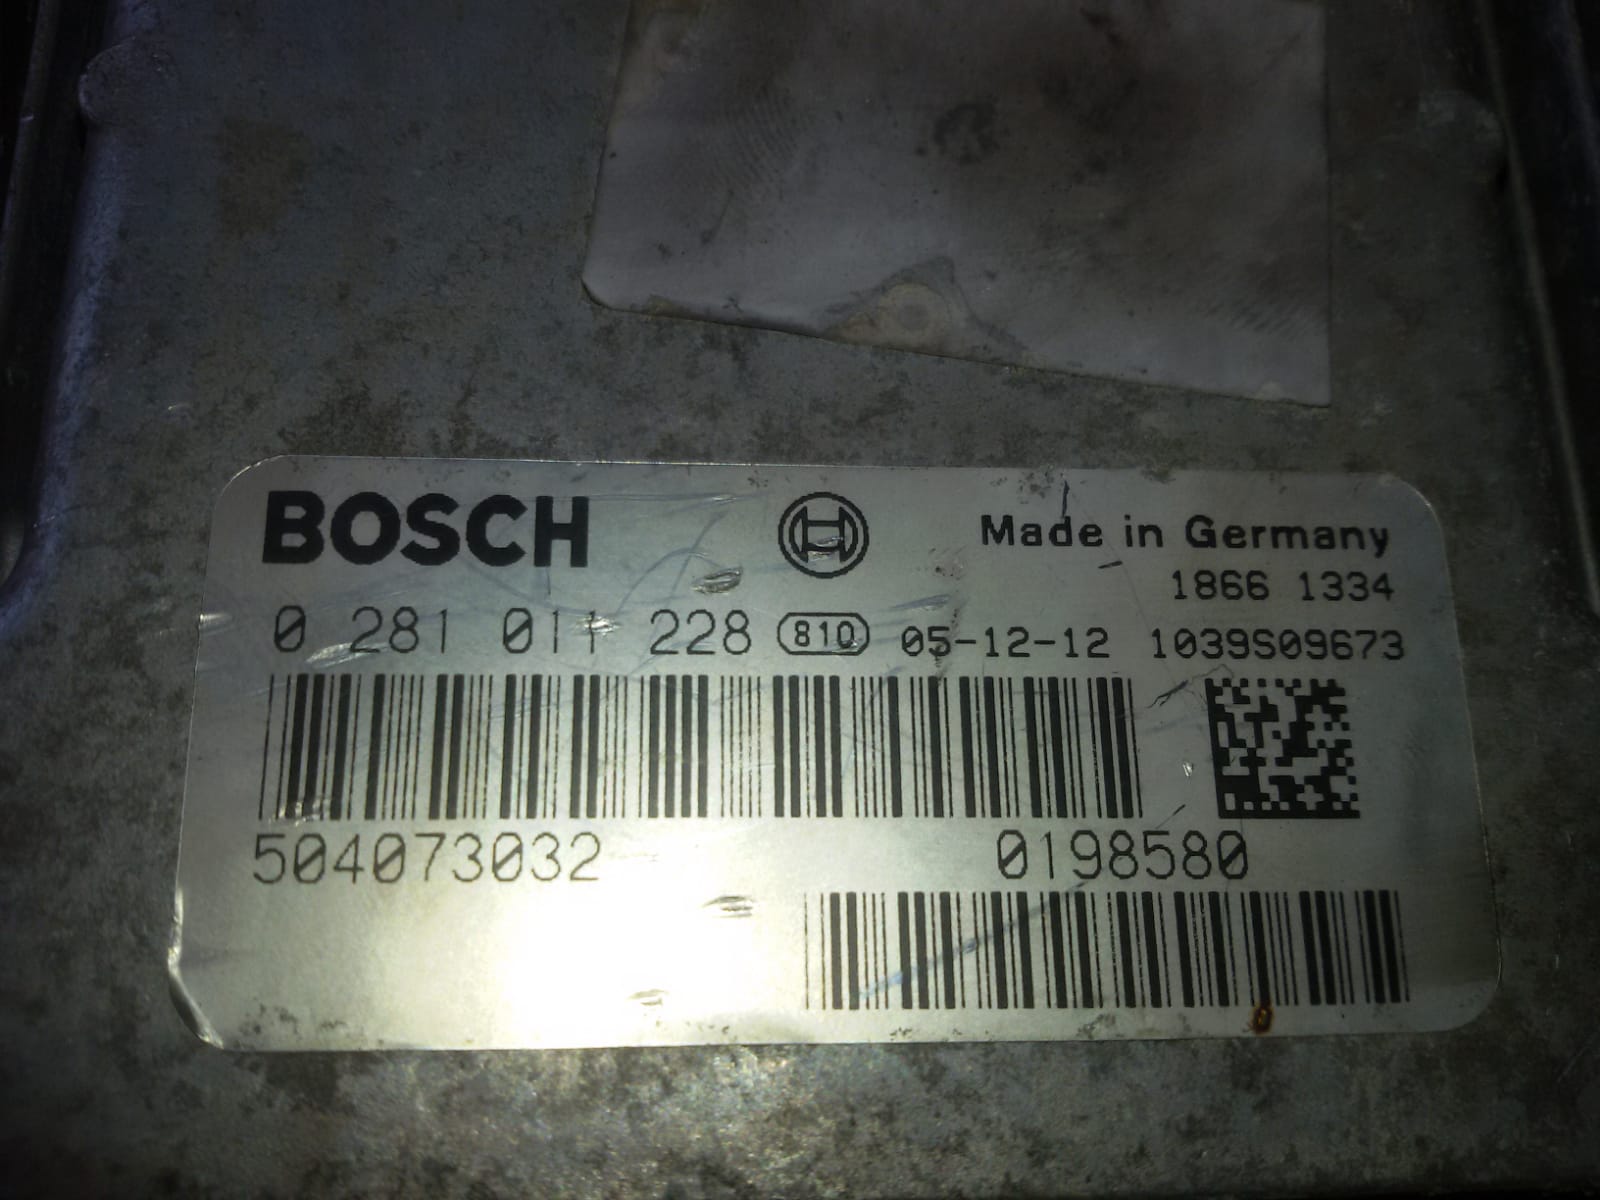 BOSCH
Made in Germany
1866 1334
0 281 011 228 810 05-12-12 1039S09673
504073032 0198580